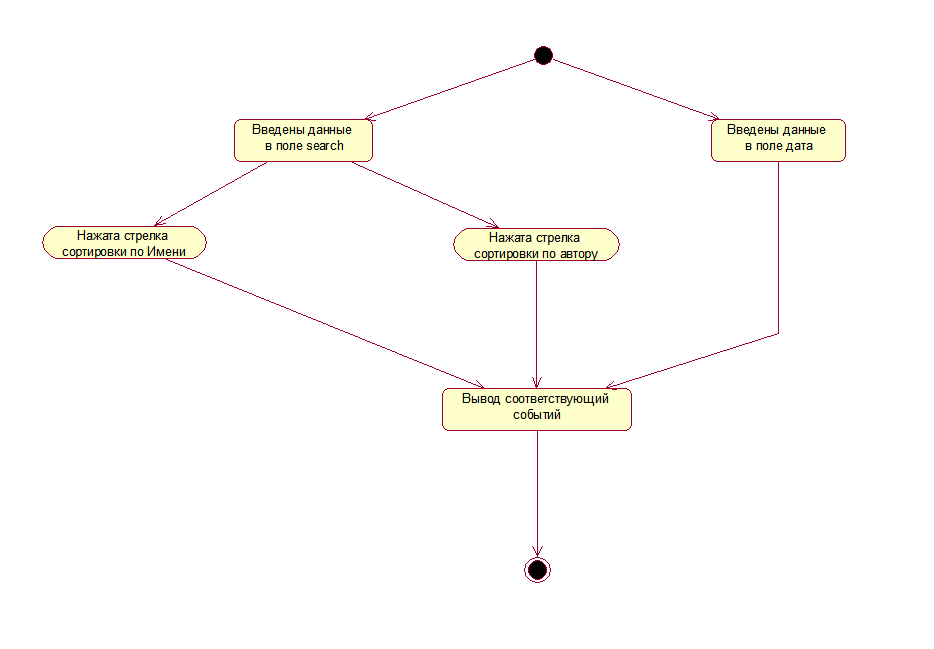 Введены данные
в поле search
Введены данные
в поле дата
Нажата стрелка
сортировки по Имени
Нажата стрелка
сортировки по автору
Вывод соответствующий
событий